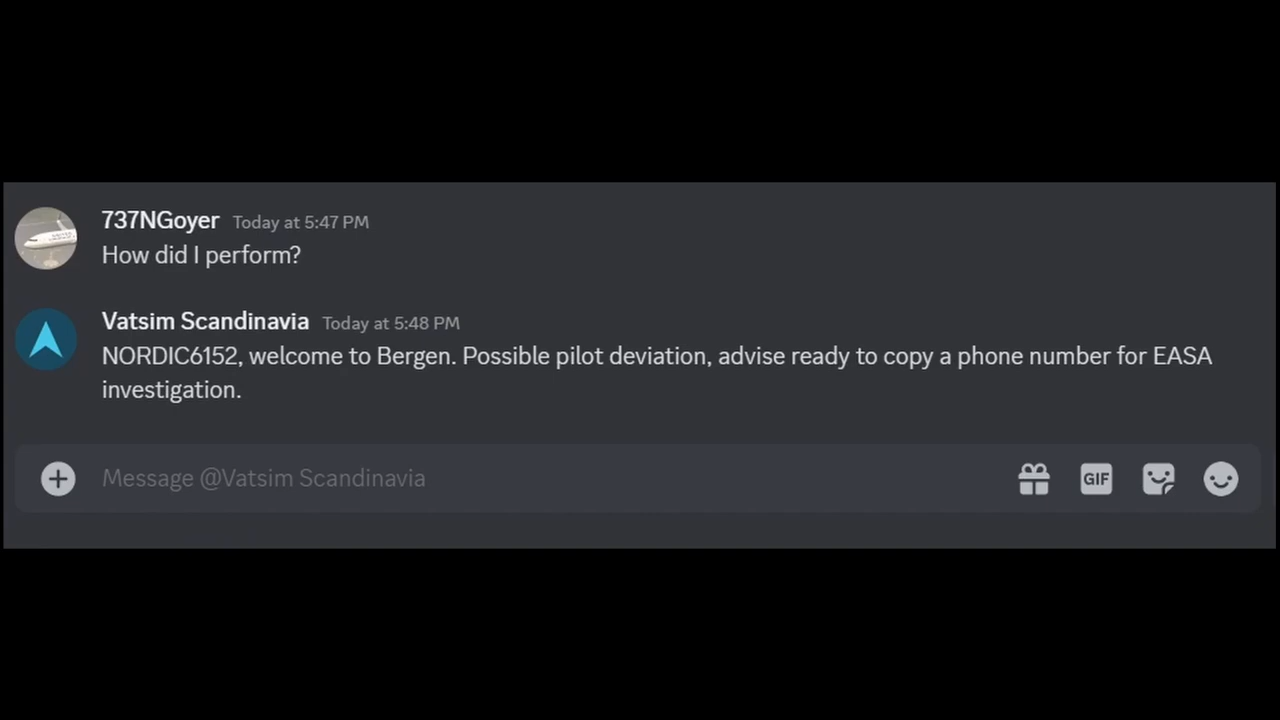 737NGoyer Today at 5:47 PM
How did I perform?
Vatsim Scandinavia Today at 5:48 PM
NORDIC6152, welcome to Bergen. Possible pilot deviation, advise ready to copy a phone number for EASA
investigation.
Message @Vatsim Scandinavia
GIF